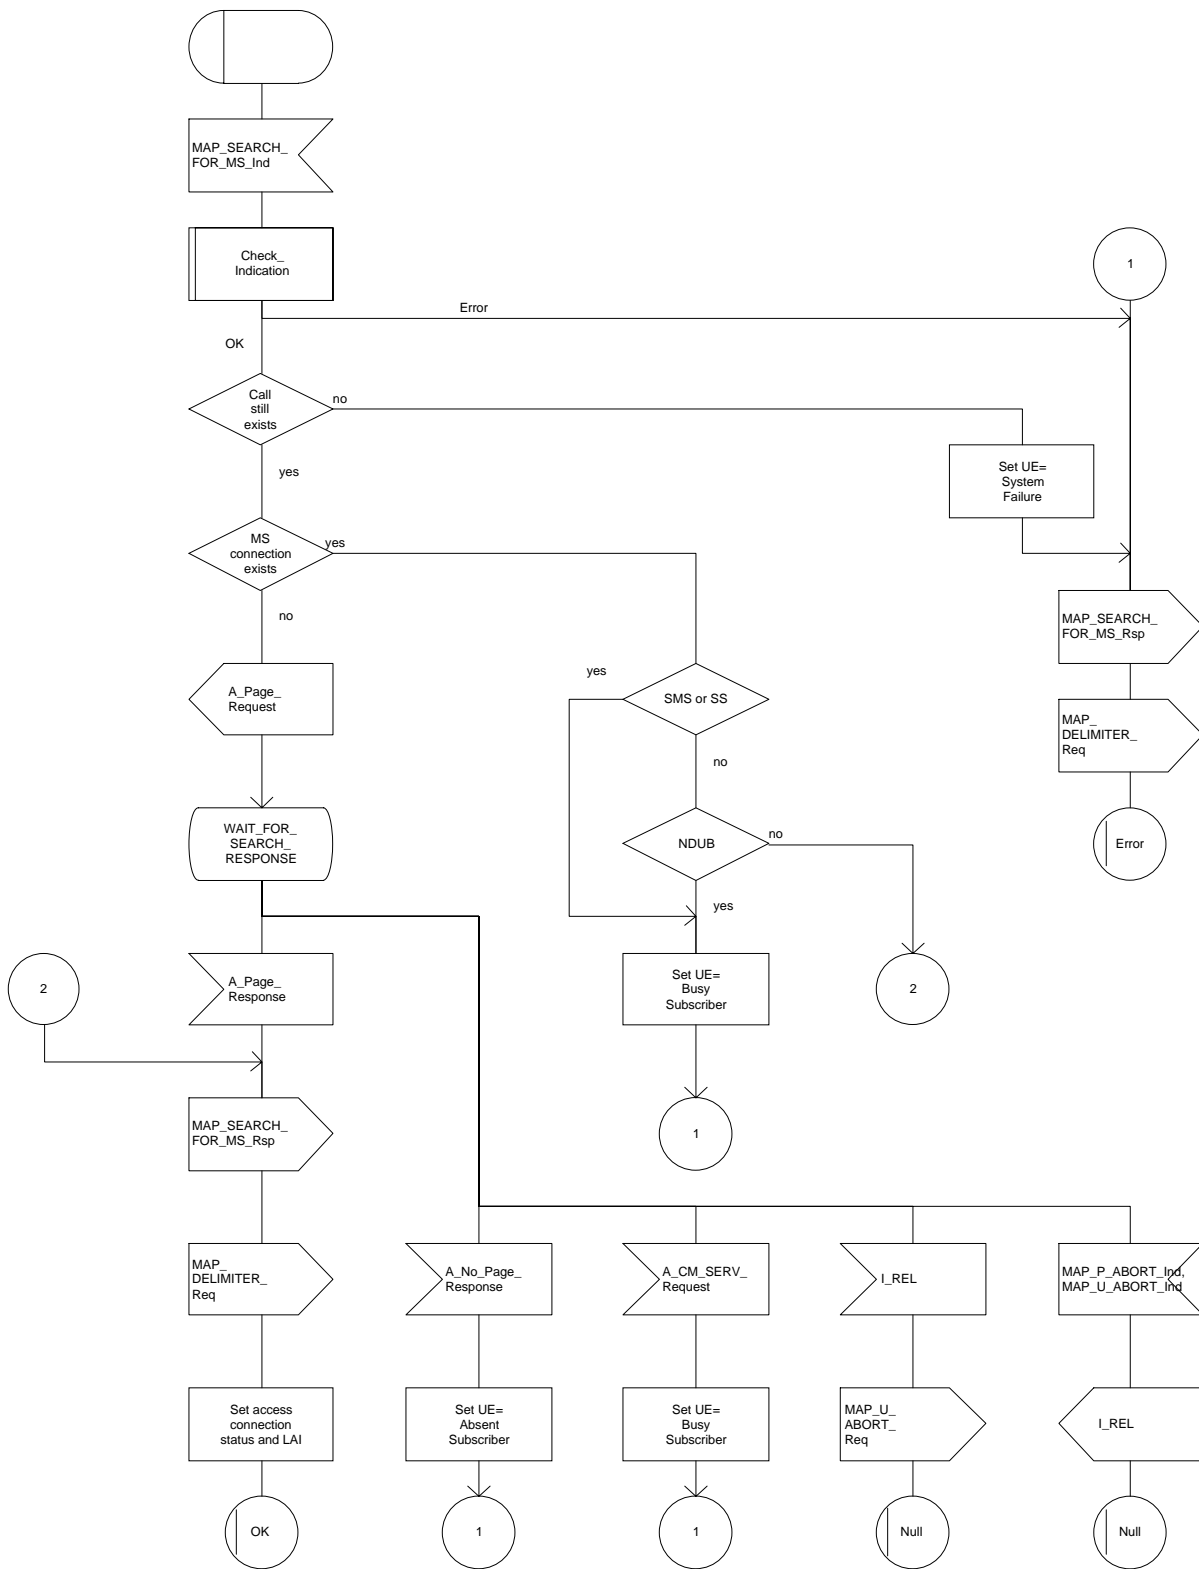 MAP_SEARCH_
FOR_MS_Ind
Check_
Indication
1
Error
OK
Call
still
exists
no
yes
Set UE=
System
Failure
MS
connection
exists
yes
no
MAP_SEARCH_
FOR_MS_Rsp
yes
A_Page_
Request
SMS or SS
MAP_
DELIMITER_
Req
no
WAIT_FOR_
SEARCH_
RESPONSE
NDUB
no
Error
yes
2
A_Page_
Response
Set UE=
Busy
Subscriber
2
MAP_SEARCH_
FOR_MS_Rsp
1
MAP_
DELIMITER_
Req
A_No_Page_
Response
A_CM_SERV_
Request
I_REL
MAP_P_ABORT_Ind,
MAP_U_ABORT_Ind
Set access
connection
status and LAI
Set UE=
Absent
Subscriber
Set UE=
Busy
Subscriber
MAP_U_
ABORT_
Req
I_REL
OK
1
1
Null
Null